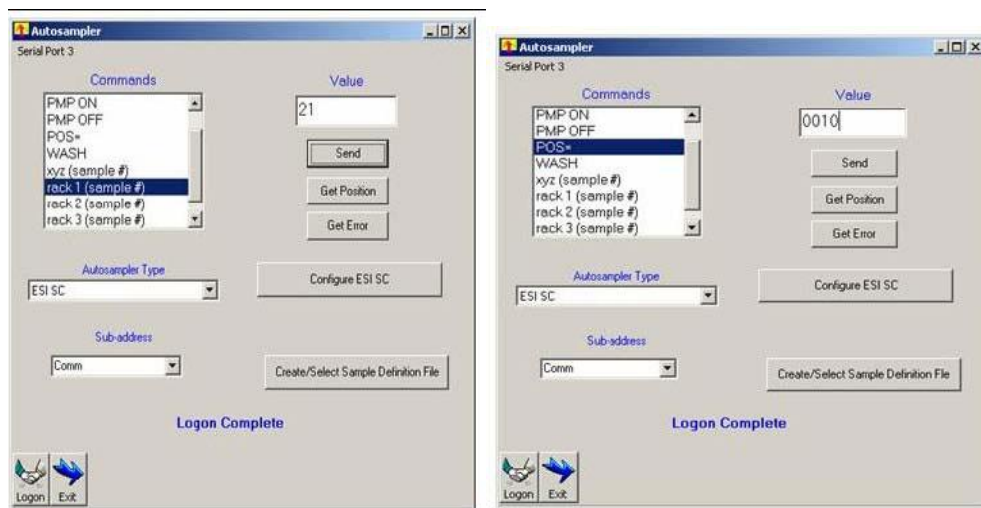 Autosampler
Serial Port 3
Commands
Value
PMP ON
PMP OFF
POS=
WASH
xyz (sample #)
rack 1 (sample #)
rack 2 (sample #)
rack 3 (sample #)
21
Send
Get Position
Get Error
Autosampler Type
ESI SC
Configure ESI SC
Sub-address
Comm
Create/Select Sample Definition File
Logon Complete
Logon
Exit
Autosampler
Serial Port 3
Commands
Value
PMP ON
PMP OFF
POS=
WASH
xyz (sample #)
rack 1 (sample #)
rack 2 (sample #)
rack 3 (sample #)
0010
Send
Get Position
Get Error
Autosampler Type
ESI SC
Configure ESI SC
Sub-address
Comm
Create/Select Sample Definition File
Logon Complete
Logon
Exit